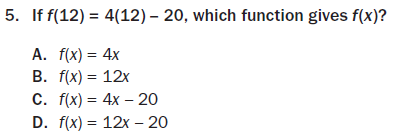 5. If f(12) = 4(12) – 20, which function gives f(x)?
A. f(x) = 4x
B. f(x) = 12x
C. f(x) = 4x – 20
D. f(x) = 12x – 20